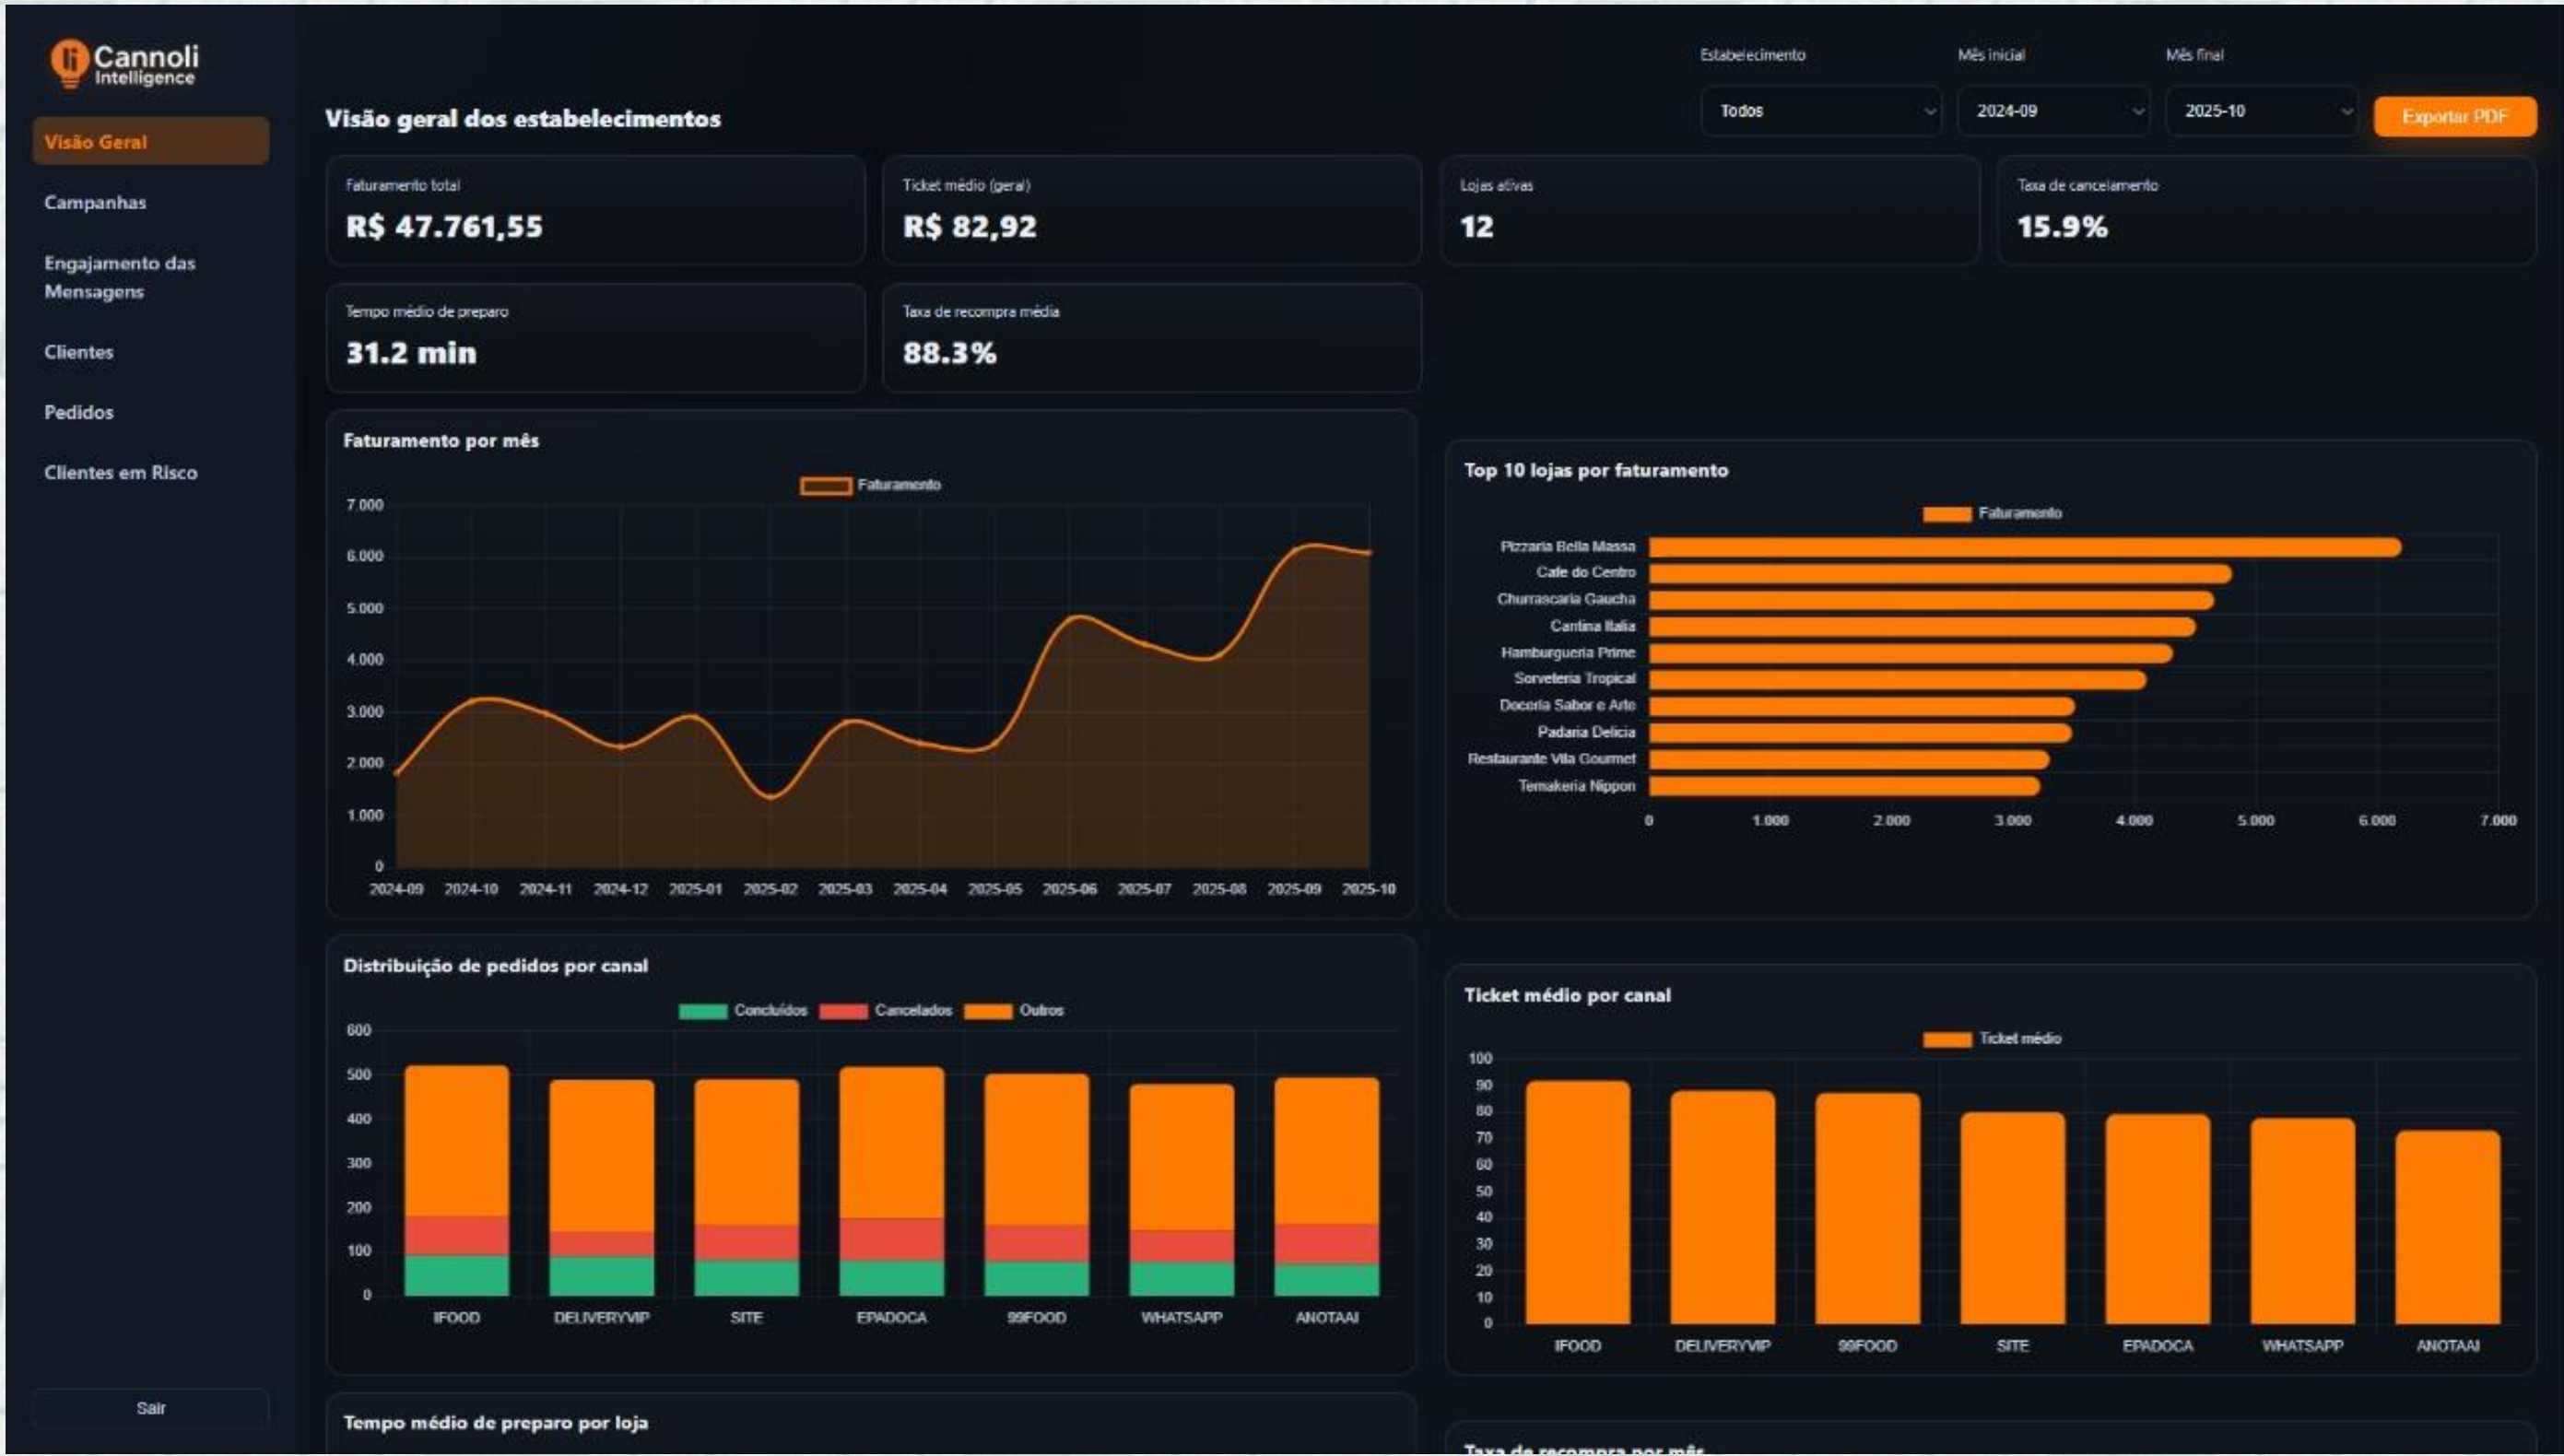 Cannoli
Intelligence
Visão Geral
Campanhas
Engajamento das
Mensagens
Clientes
Pedidos
Clientes em Risco
Sair
Estabelecimento
Mês inicial
Mês final
Todos
2024-09
2025-10
Exportar PDF
Visão geral dos estabelecimentos
Faturamento total
R$ 47.761,55
Ticket médio (geral)
R$ 82,92
Lojas ativas
12
Taxa de cancelamento
15.9%
Tempo médio de preparo
31.2 min
Taxa de recompra média
88.3%
Faturamento por mês
Faturamento
7.000
6.000
5.000
4.000
3.000
2.000
1.000
0
2024-09 2024-10 2024-11 2024-12 2025-01 2025-02 2025-03 2025-04 2025-05 2025-06 2025-07 2025-08 2025-09 2025-10
Top 10 lojas por faturamento
Faturamento
Pizzaria Bella Massa
Cafe do Centro
Churrascaria Gaucha
Cantina Italia
Hamburgueria Prime
Sorveteria Tropical
Doceria Sabor e Arte
Padaria Delicia
Restaurante Vila Gourmet
Temakeria Nippon
0 1.000 2.000 3.000 4.000 5.000 6.000 7.000
Distribuição de pedidos por canal
Concluídos Cancelados Outros
600
500
400
300
200
100
0
IFOOD DELIVERYVIP SITE EPADOCA 99FOOD WHATSAPP ANOTAAI
Ticket médio por canal
Ticket médio
100
90
80
70
60
50
40
30
20
10
0
IFOOD DELIVERYVIP 99FOOD SITE EPADOCA WHATSAPP ANOTAAI
Tempo médio de preparo por loja
Taxa de recompra por mês